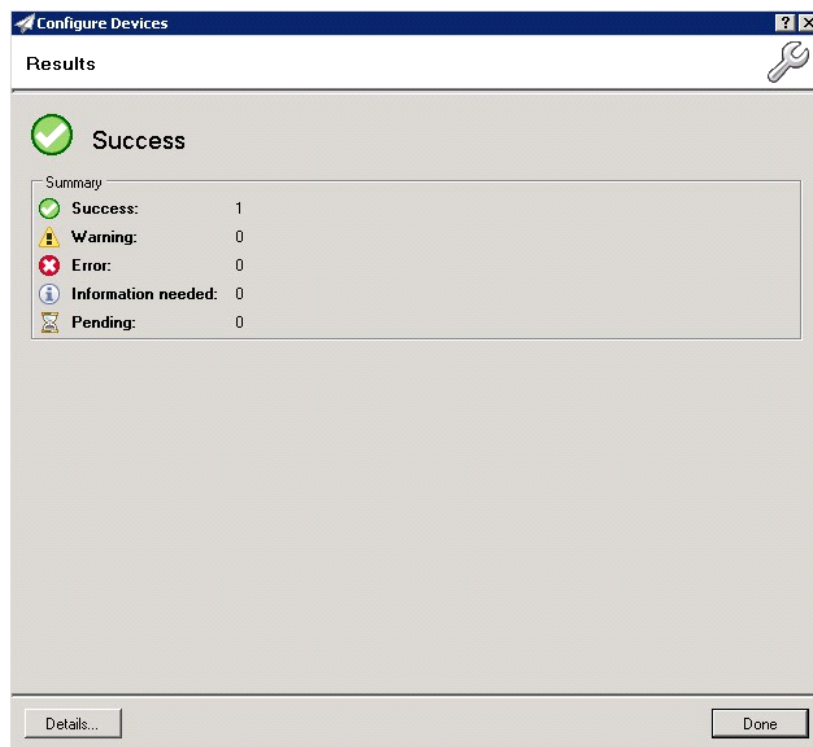 Configure Devices
Results
Success
Summary
Success: 1
Warning: 0
Error: 0
Information needed: 0
Pending: 0
Details... Done